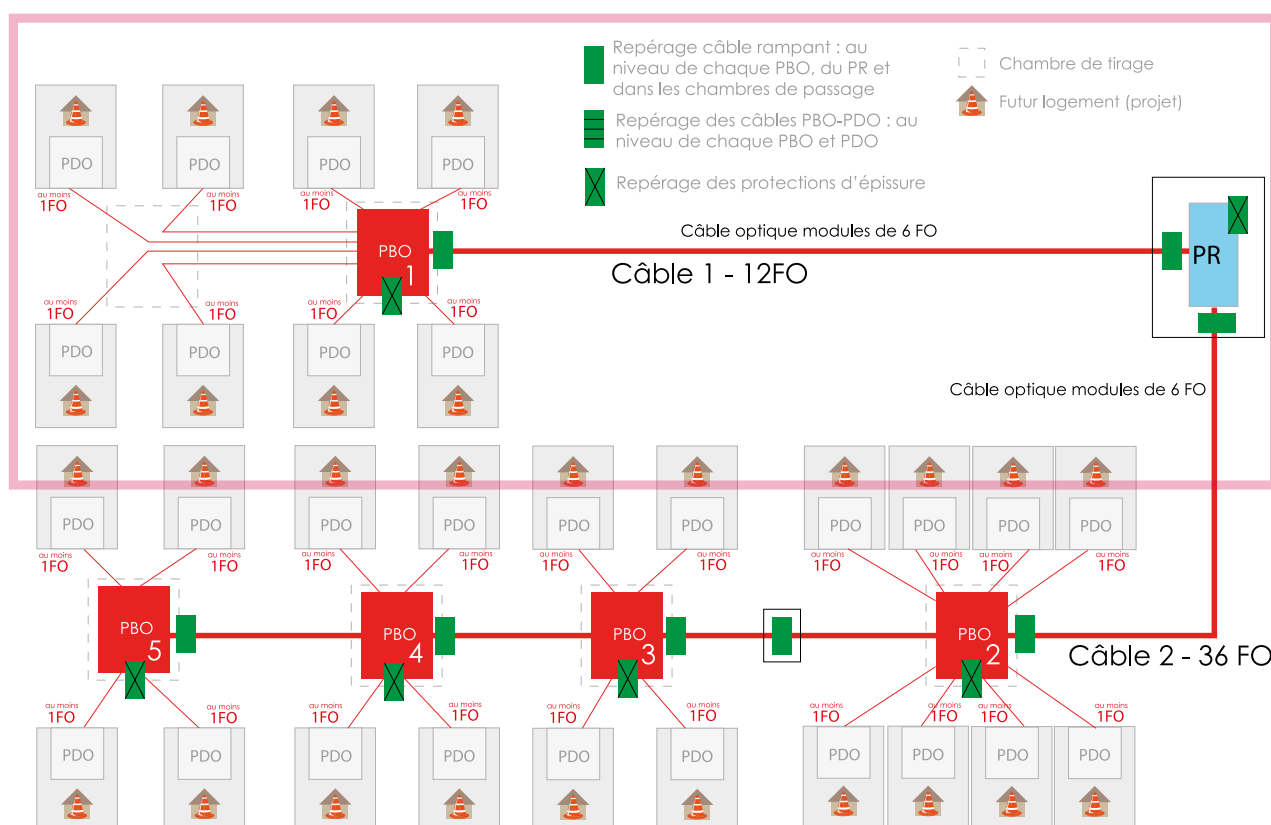 Repérage câble rampant : au
niveau de chaque PBO, du PR et
dans les chambres de passage
Chambre de tirage
Futur logement (projet)
Repérage des câbles PBO-PDO : au
niveau de chaque PBO et PDO
Repérage des protections d'épissure
PDO
PDO
PDO
PDO
au moins
1FO
au moins
1FO
au moins
1FO
au moins
1FO
PBO
1
Câble optique modules de 6 FO
Câble 1 - 12FO
PR
au moins
1FO
au moins
1FO
au moins
1FO
au moins
1FO
PDO
PDO
PDO
PDO
Câble optique modules de 6 FO
PDO
PDO
PDO
PDO
PDO
PDO
PDO
PDO
PDO
PDO
au moins
1FO
au moins
1FO
au moins
1FO
au moins
1FO
au moins
1FO
au moins
1FO
au moins
1FO
au moins
1FO
au moins
1FO
au moins
1FO
PBO
5
PBO
4
PBO
3
PBO
2
Câble 2 - 36 FO
au moins
1FO
au moins
1FO
au moins
1FO
au moins
1FO
au moins
1FO
au moins
1FO
au moins
1FO
au moins
1FO
au moins
1FO
au moins
1FO
PDO
PDO
PDO
PDO
PDO
PDO
PDO
PDO
PDO
PDO